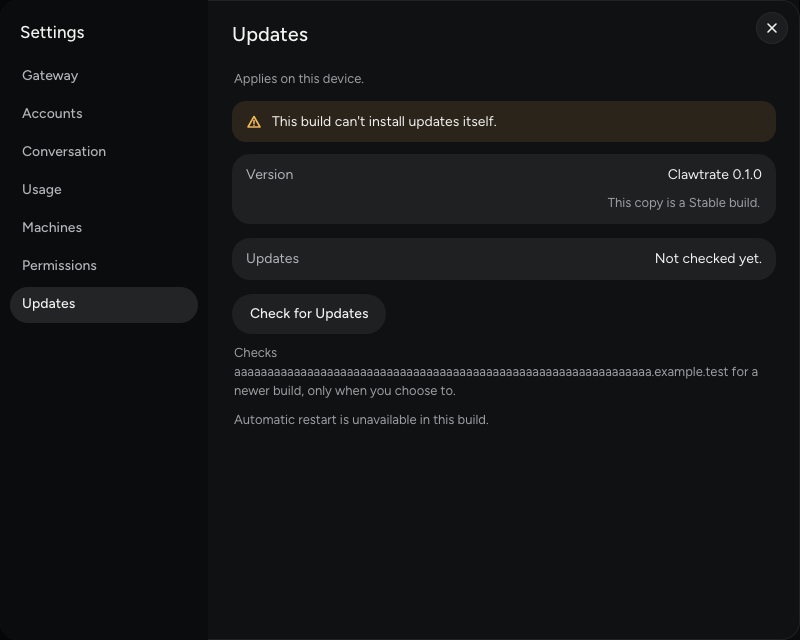 Settings
Gateway
Accounts
Conversation
Usage
Machines
Permissions
Updates
Updates
Applies on this device.
This build can't install updates itself.
Version
Clawtrate 0.1.0
This copy is a Stable build.
Updates
Not checked yet.
Check for Updates
Checks
aaaaaaaaaaaaaaaaaaaaaaaaaaaaaaaaaaaaaaaaaaaaaaaaaaaaaaaaaaaaaaa.example.test for a
newer build, only when you choose to.
Automatic restart is unavailable in this build.